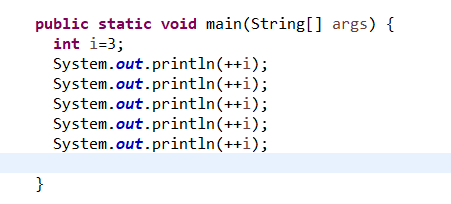 public static void main(String[] args) {
int i=3;
System.out.println(++i);
System.out.println(++i);
System.out.println(++i);
System.out.println(++i);
System.out.println(++i);
}